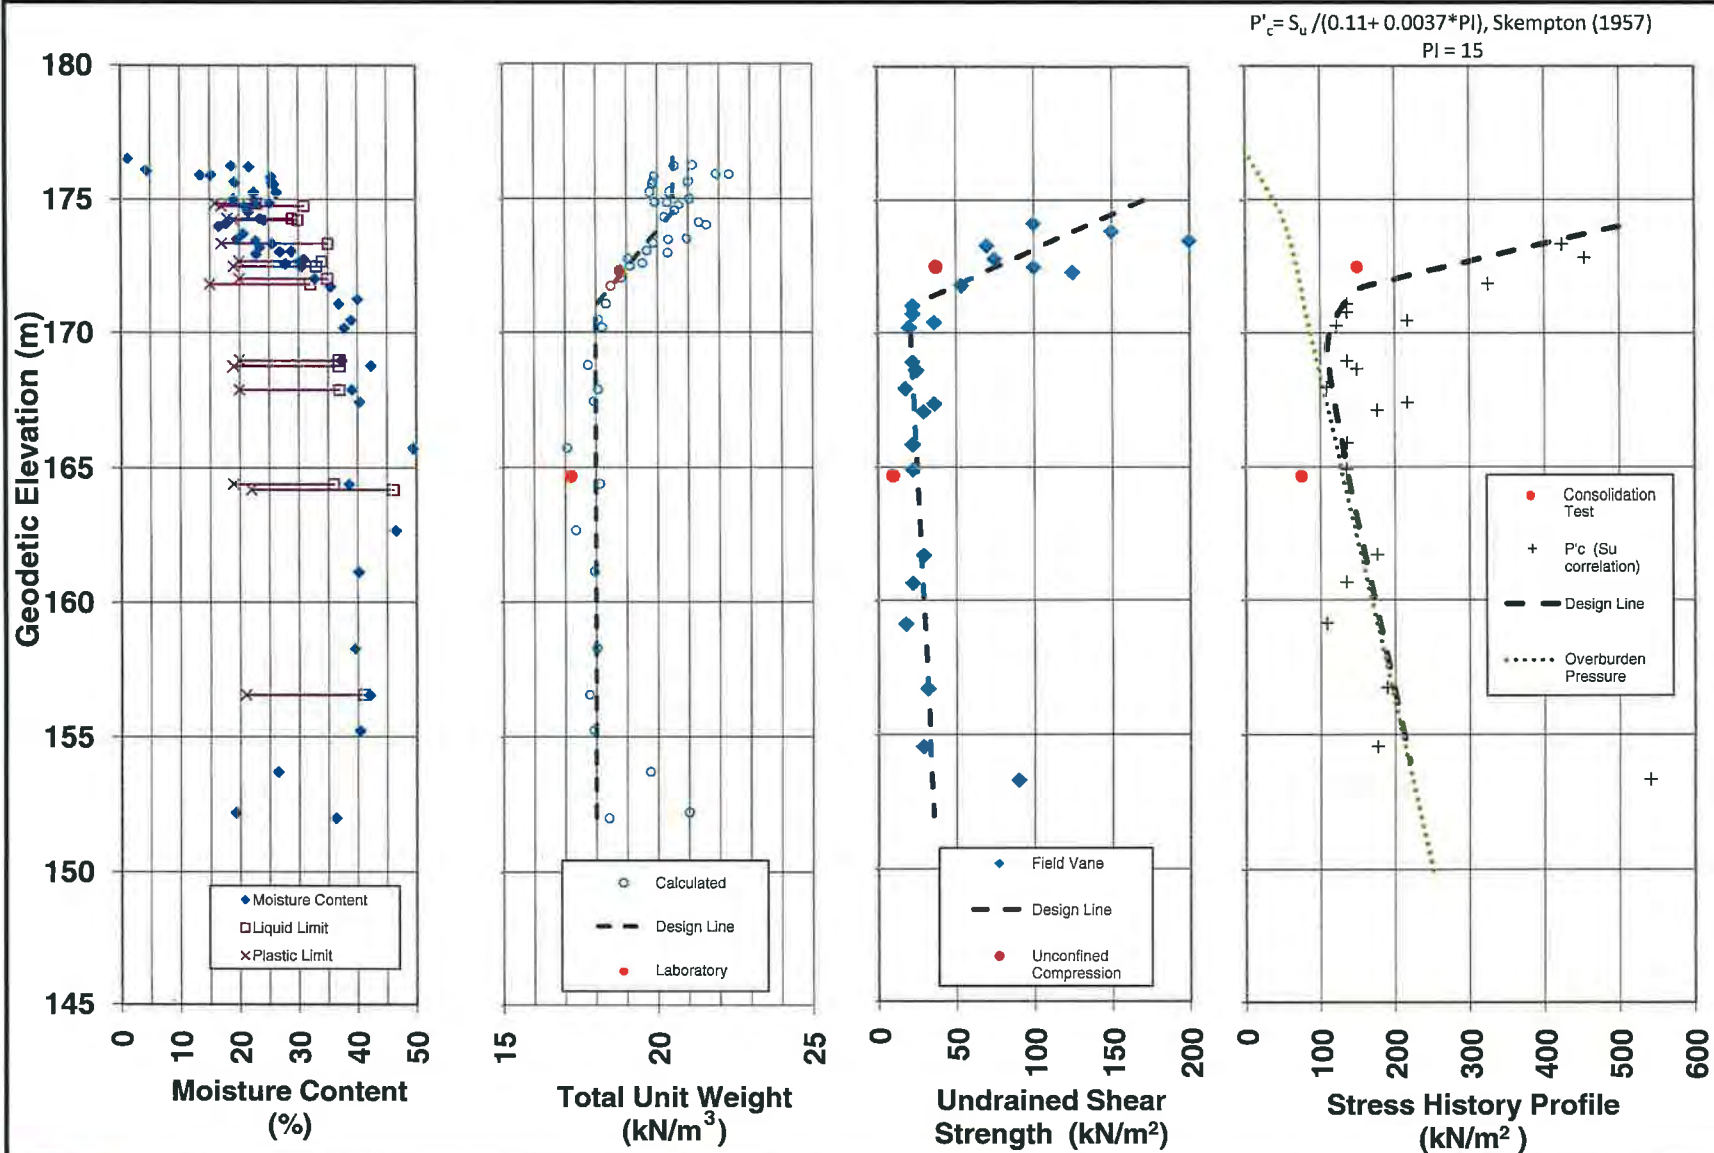 P'c = Su /(0.11+ 0.0037*PI), Skempton (1957)
PI = 15
180
175
170
165
160
155
150
145
Geodetic Elevation (m)
Moisture Content
Liquid Limit
Plastic Limit
0 10 20 30 40 50
Moisture Content
(%)
Calculated
Design Line
Laboratory
15 20 25
Total Unit Weight
(kN/m³)
Field Vane
Design Line
Unconfined
Compression
0 50 100 150 200
Undrained Shear
Strength (kN/m²)
Consolidation
Test
P'c (Su
correlation)
Design Line
Overburden
Pressure
0 100 200 300 400 500 600
Stress History Profile
(kN/m² )